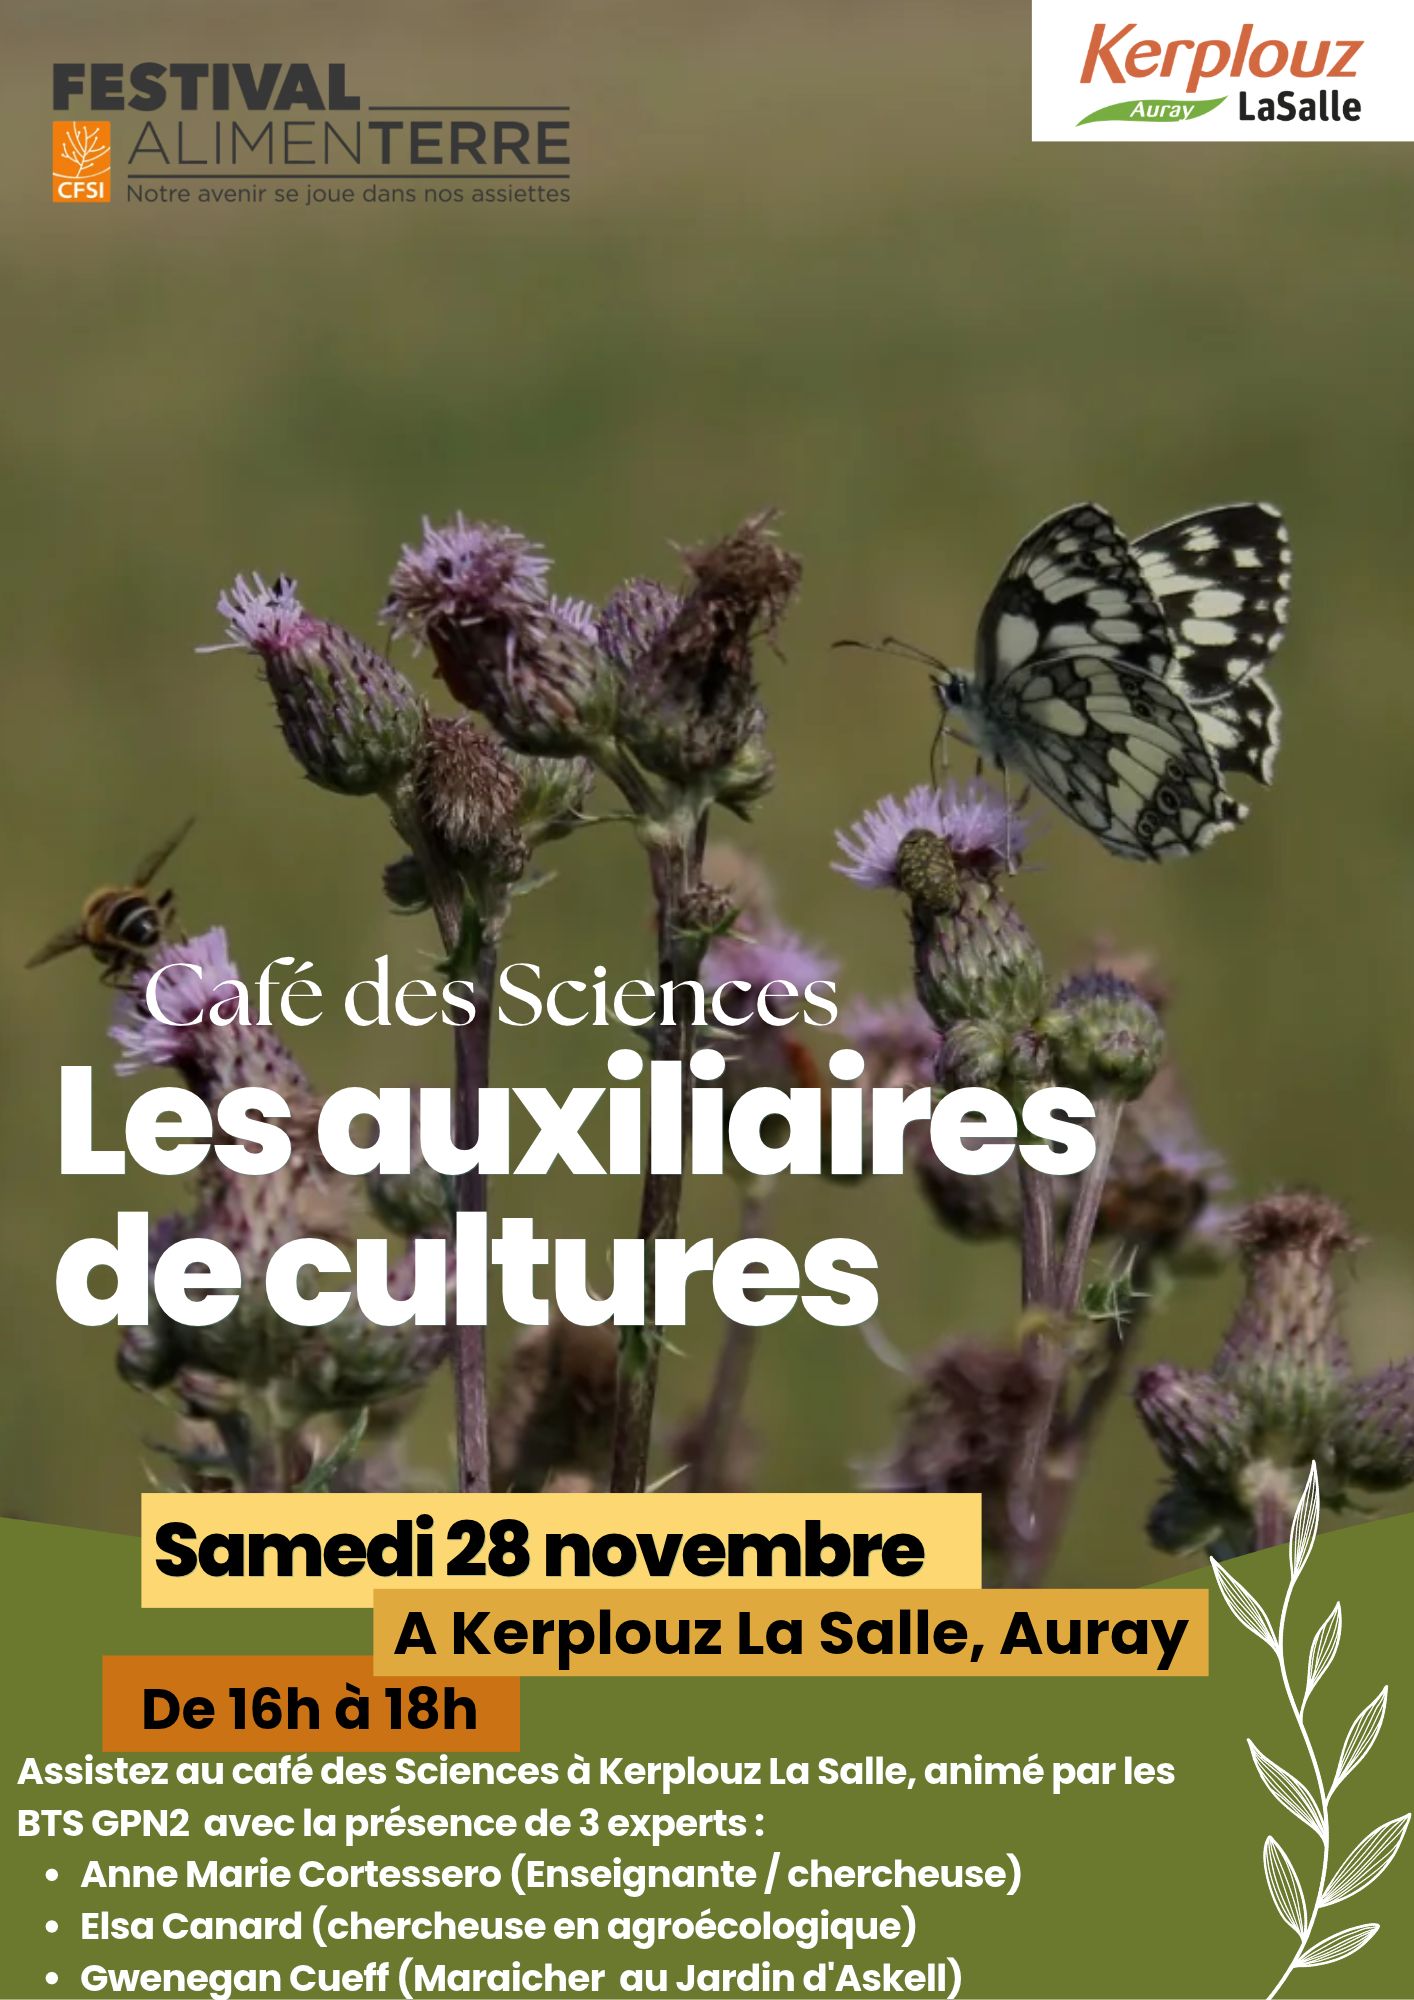 FESTIVAL
ALIMENTERRE
CFSI
Notre avenir se joue dans nos assiettes
Kerplouz
Auray LaSalle
Café des Sciences
Les auxiliaires
de cultures
Samedi 28 novembre
A Kerplouz La Salle, Auray
De 16h à 18h
Assistez au café des Sciences à Kerplouz La Salle, animé par les
BTS GPN2 avec la présence de 3 experts :
• Anne Marie Cortessero (Enseignante / chercheuse)
• Elsa Canard (chercheuse en agroécologique)
• Gwenegan Cueff (Maraicher au Jardin d'Askell)